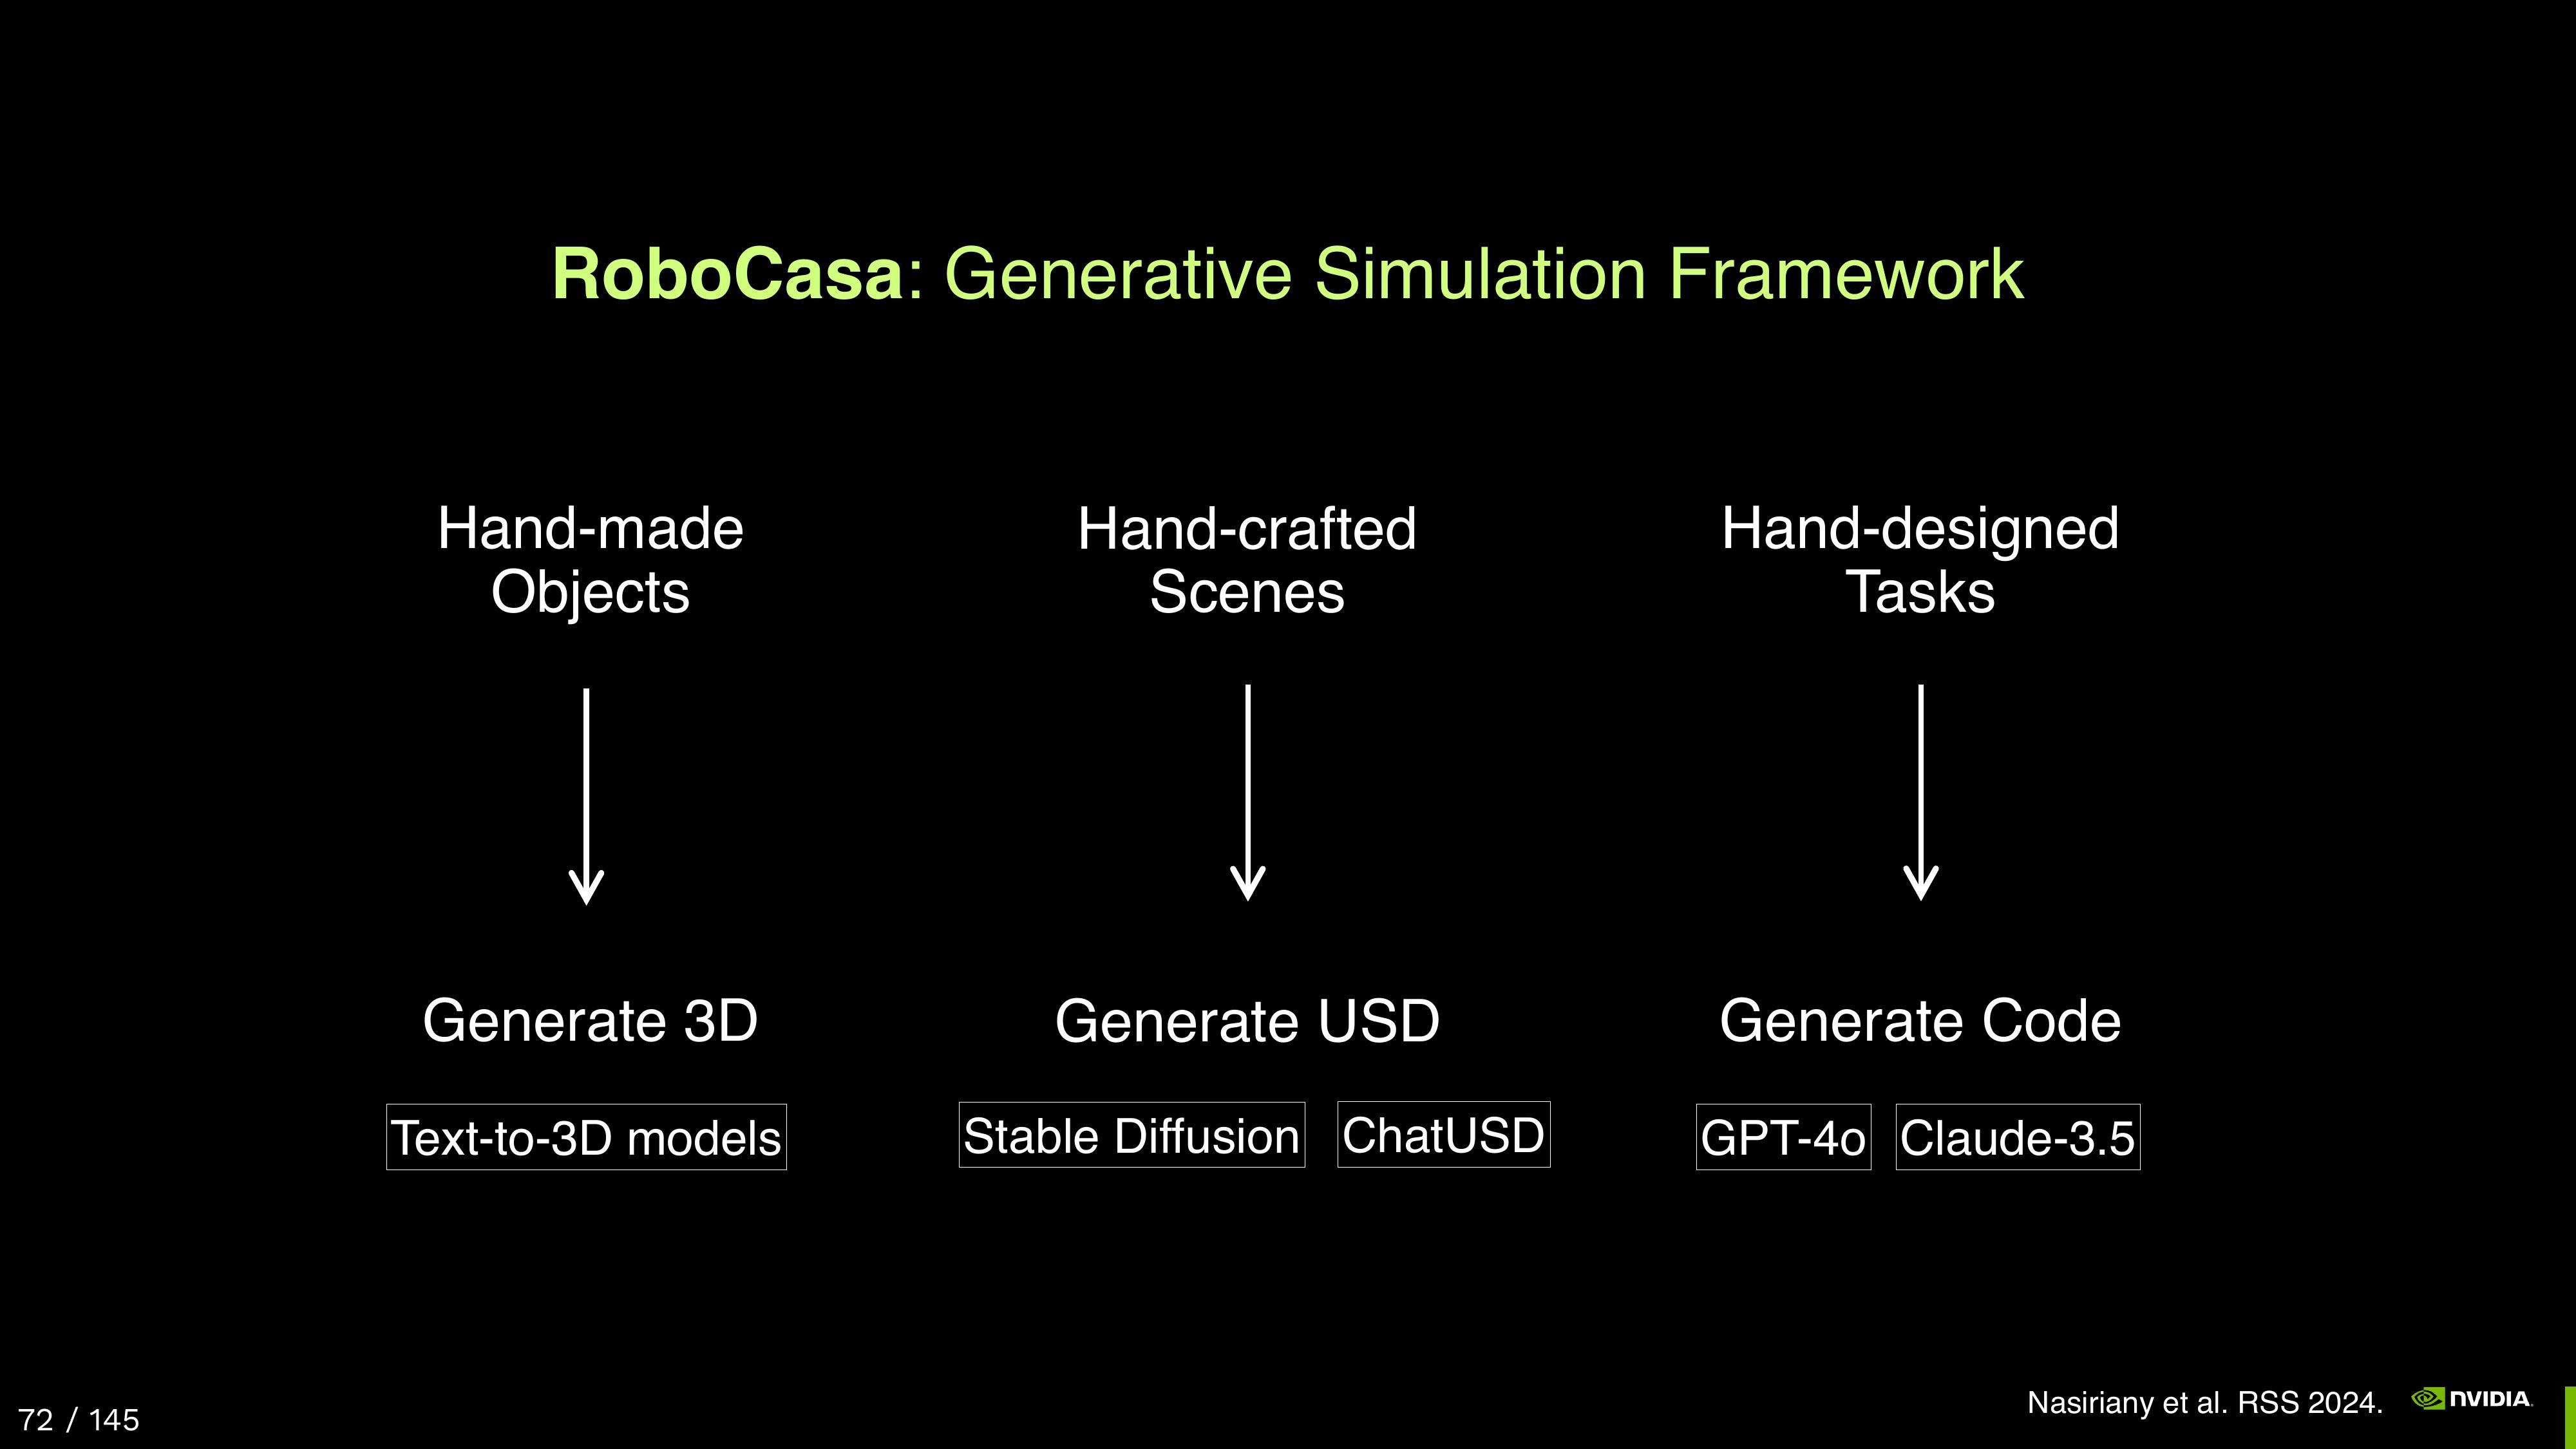 RoboCasa: Generative Simulation Framework
Hand-made
Objects
Hand-crafted
Scenes
Hand-designed
Tasks
Generate 3D
Generate USD
Generate Code
Text-to-3D models
Stable Diffusion
ChatUSD
GPT-4o
Claude-3.5
72 / 145
Nasiriany et al. RSS 2024.
NVIDIA